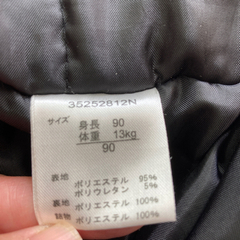 35252812N
サイズ 身長 90
体重 13kg
90
表地 ポリエステル 95%
ポリウレタン 5%
裏地 ポリエステル 100%
詰物 ポリエステル 100%